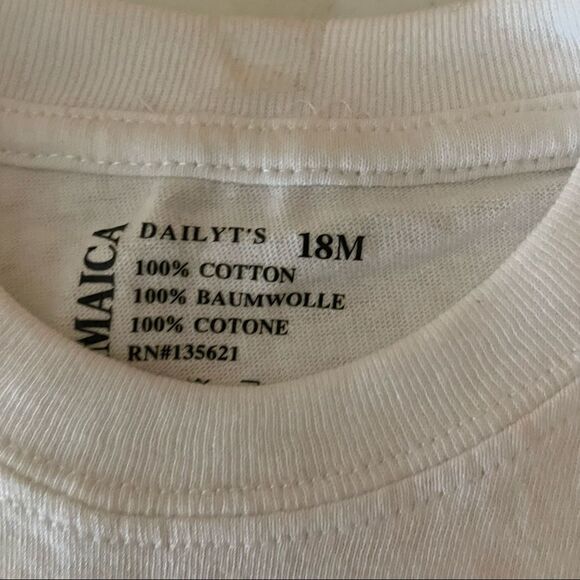 DAILYT'S 18M
100% COTTON
100% BAUMWOLLE
100% COTONE
RN#135621
MAICA